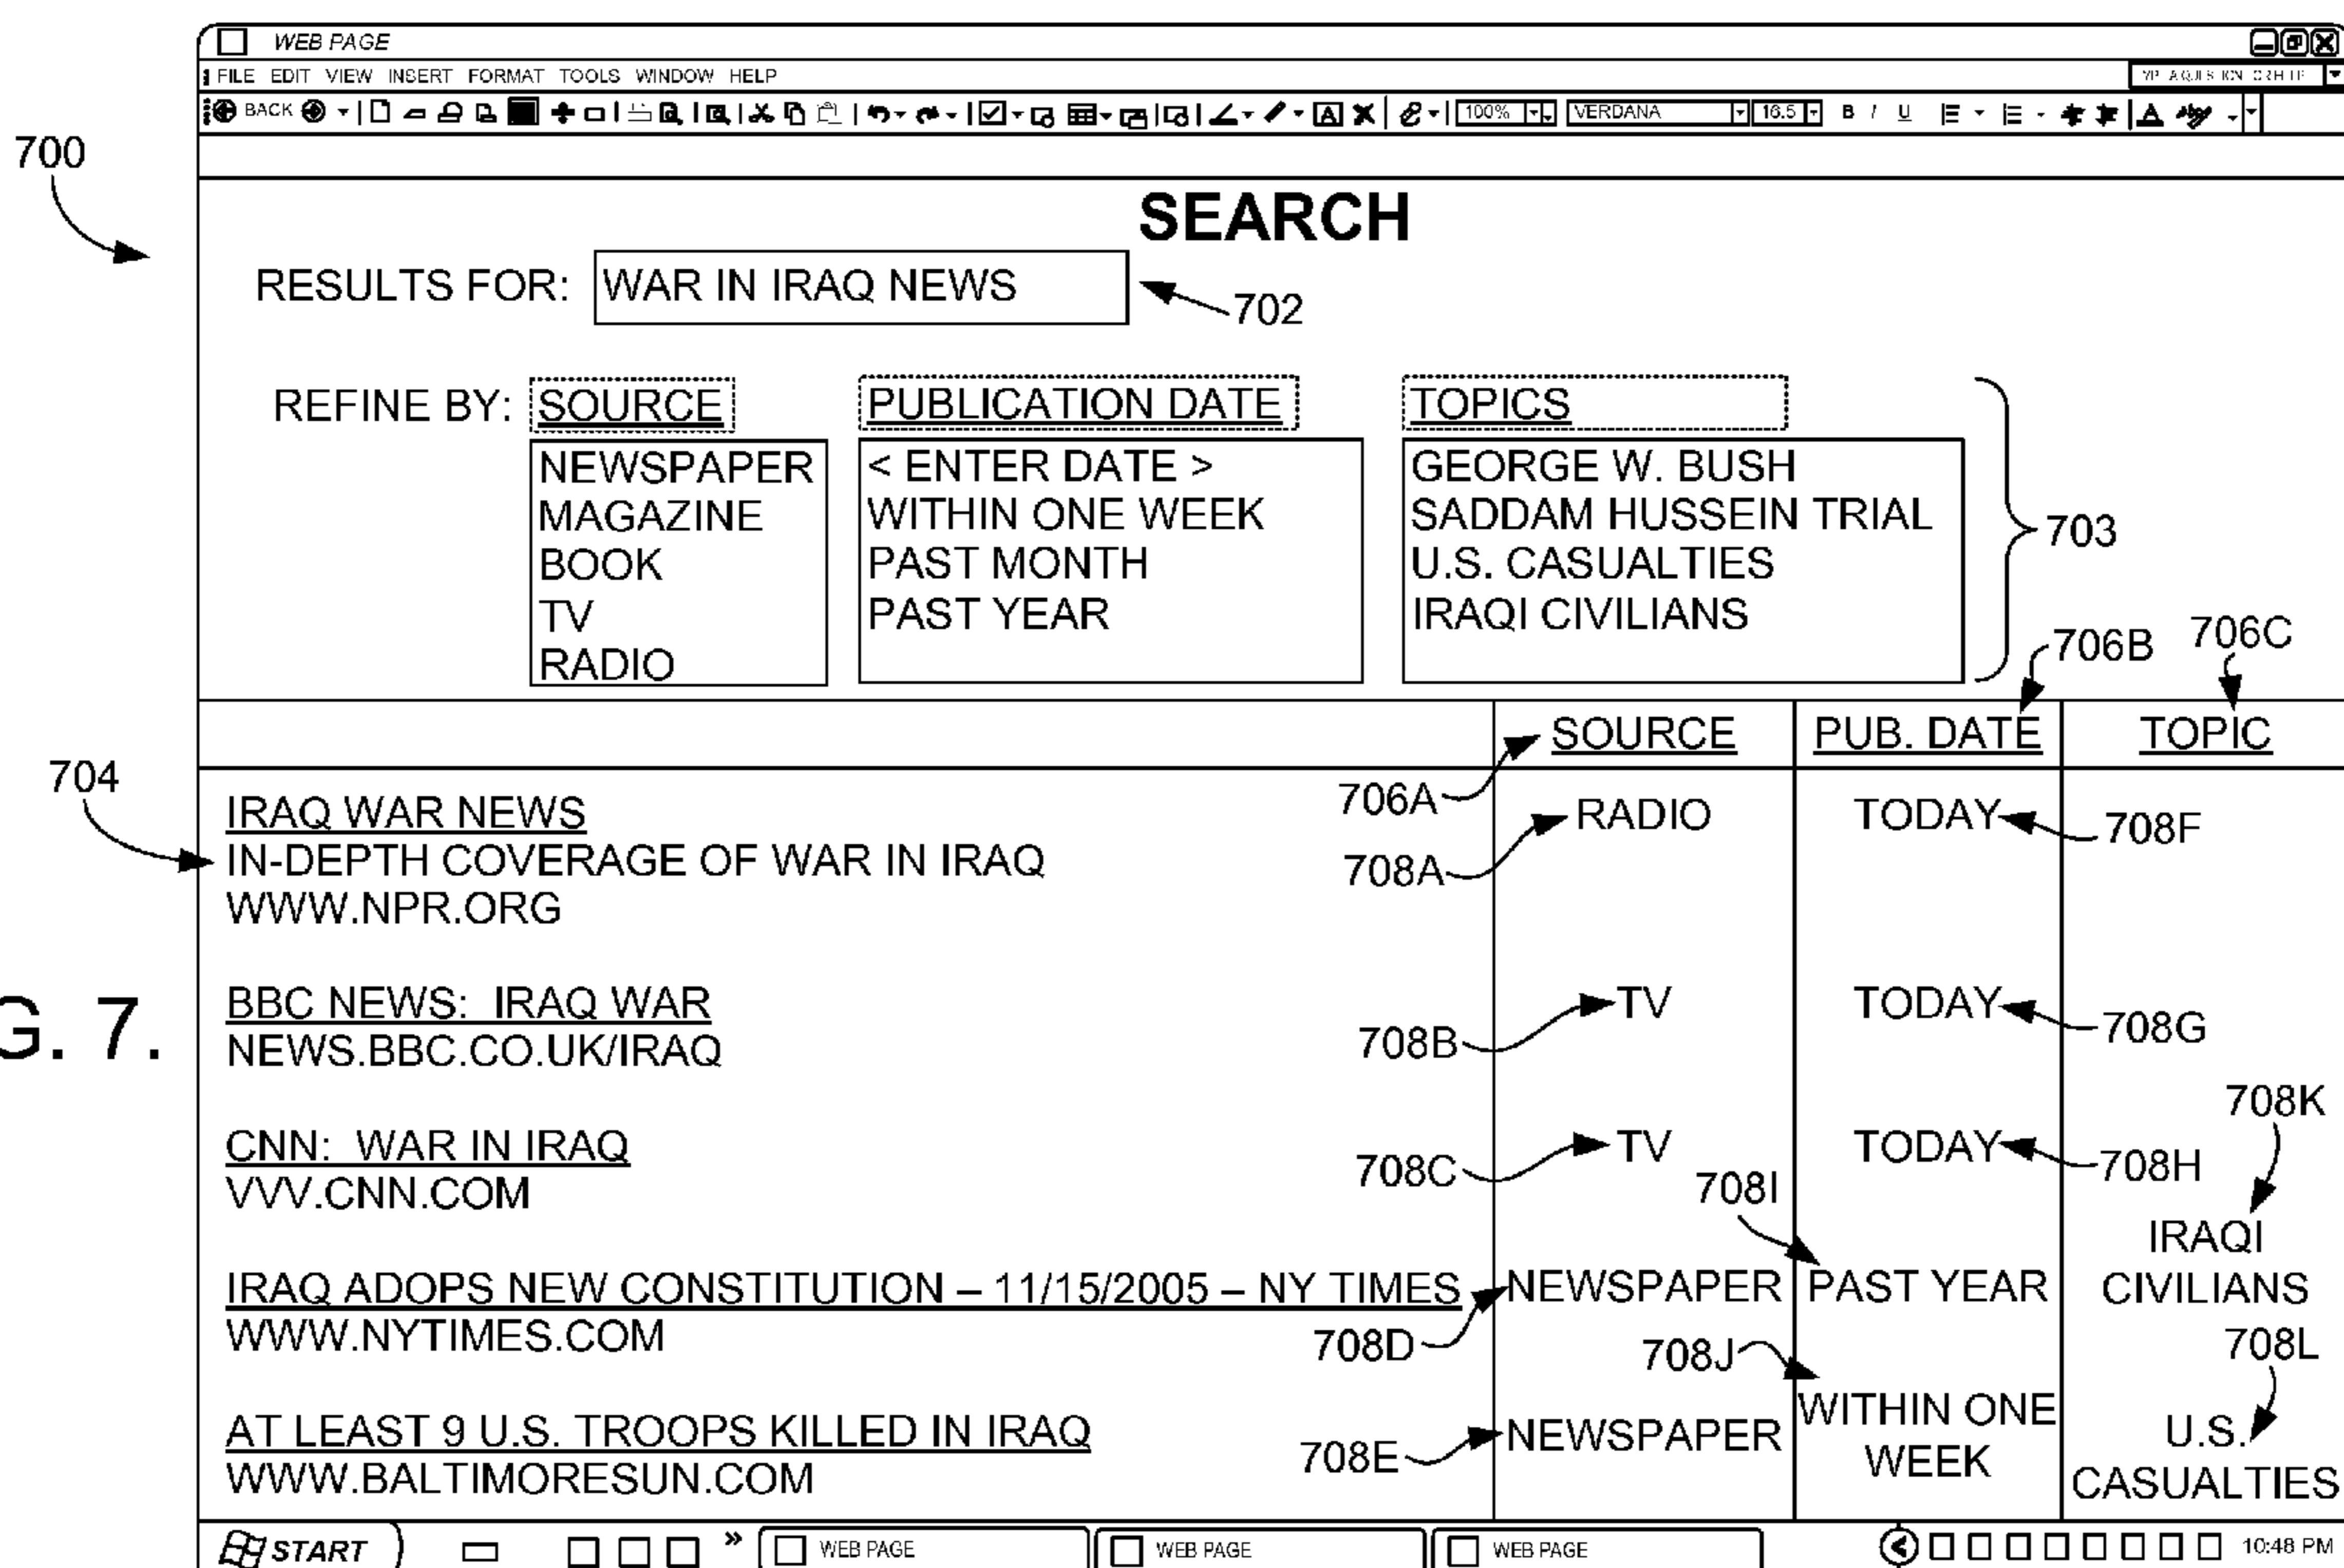 WEB PAGE
FILE EDIT VIEW INSERT FORMAT TOOLS WINDOW HELP
BACK 100% VERDANA 16.5 B I U A
700
SEARCH
RESULTS FOR: WAR IN IRAQ NEWS
702
REFINE BY: SOURCE PUBLICATION DATE TOPICS
NEWSPAPER < ENTER DATE > GEORGE W. BUSH
MAGAZINE WITHIN ONE WEEK SADDAM HUSSEIN TRIAL
703
BOOK PAST MONTH U.S. CASUALTIES
TV PAST YEAR IRAQI CIVILIANS
RADIO
706B 706C
SOURCE PUB. DATE TOPIC
704
706A
IRAQ WAR NEWS RADIO TODAY
708F
IN-DEPTH COVERAGE OF WAR IN IRAQ
708A
WWW.NPR.ORG
BBC NEWS: IRAQ WAR TV TODAY
G. 7.
708G
NEWS.BBC.CO.UK/IRAQ
708B
708K
CNN: WAR IN IRAQ TV TODAY
708C
708H
VVV.CNN.COM
708I
IRAQI
CIVILIANS
IRAQ ADOPS NEW CONSTITUTION – 11/15/2005 – NY TIMES NEWSPAPER PAST YEAR
WWW.NYTIMES.COM
708D
708J
708L
AT LEAST 9 U.S. TROOPS KILLED IN IRAQ NEWSPAPER
WITHIN ONE
WEEK
U.S.
CASUALTIES
708E
WWW.BALTIMORESUN.COM
START » WEB PAGE WEB PAGE WEB PAGE 10:48 PM